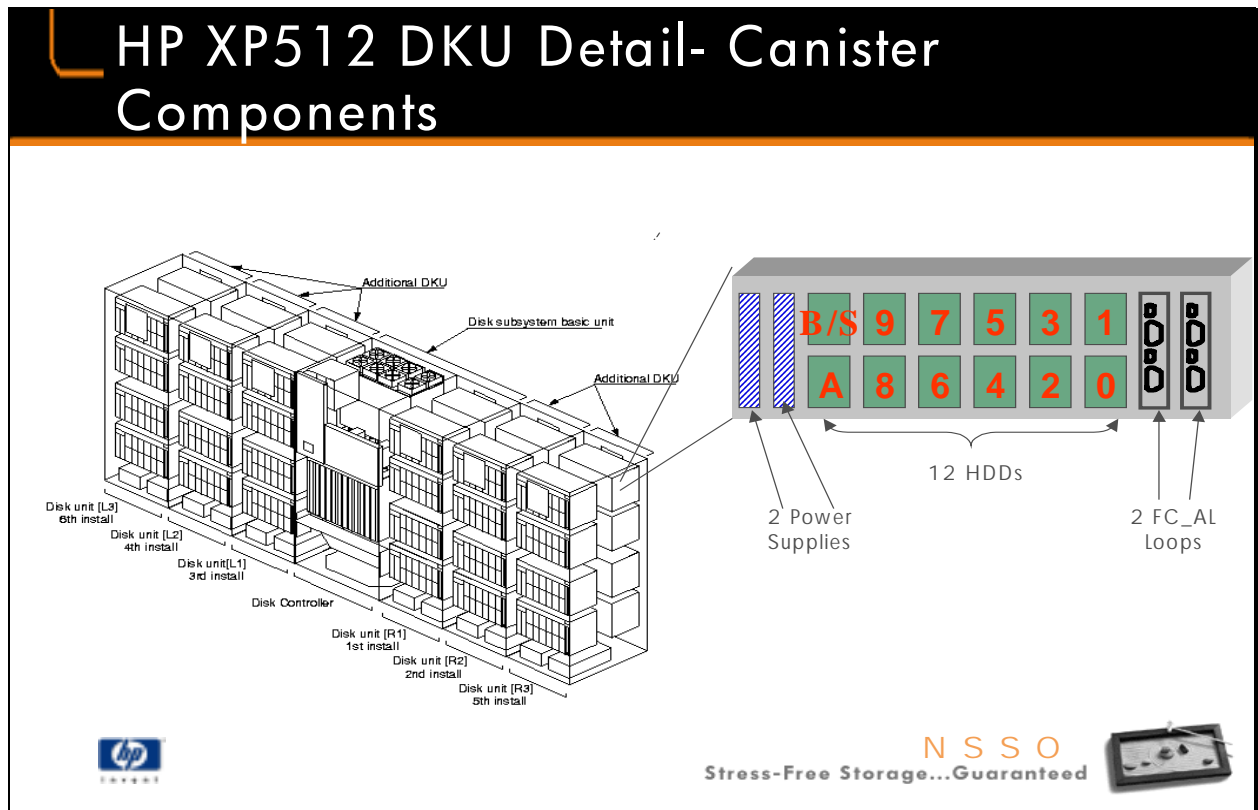 HP XP512 DKU Detail- Canister
Components
Additional DKU
Disk subsystem basic unit
Additional DKU
B/S 9 7 5 3 1
A 8 6 4 2 0
12 HDDs
2 Power
Supplies
2 FC_AL
Loops
Disk unit [L3]
6th install
Disk unit [L2]
4th install
Disk unit[L1]
3rd install
Disk Controller
Disk unit [R1]
1st install
Disk unit [R2]
2nd install
Disk unit [R3]
5th install
hp
invent
NSSO
Stress-Free Storage...Guaranteed